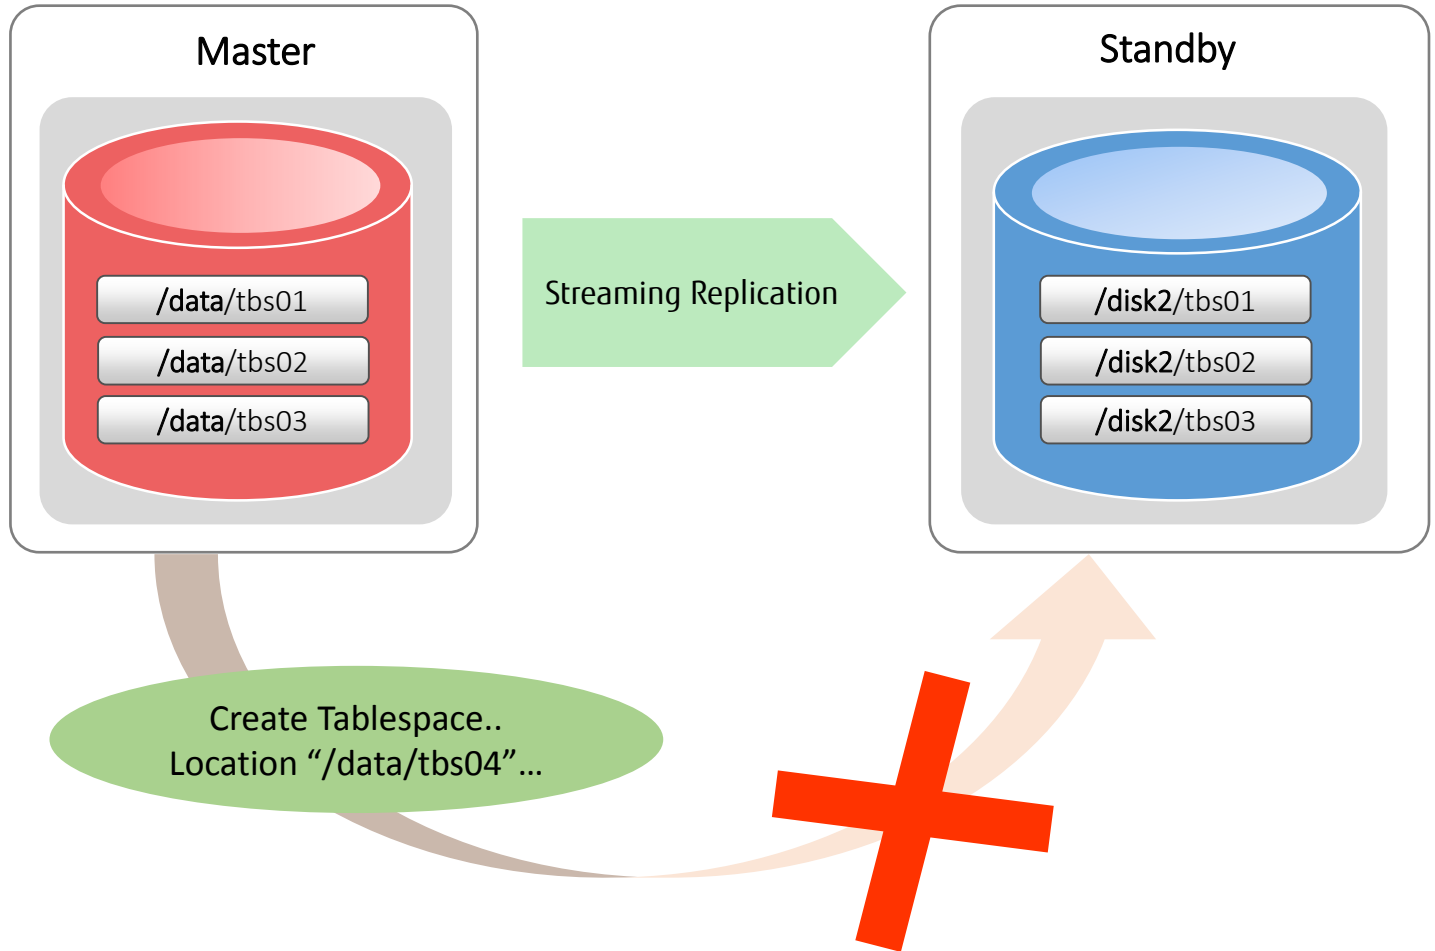 Master
/data/tbs01
/data/tbs02
/data/tbs03
Streaming Replication
Standby
/disk2/tbs01
/disk2/tbs02
/disk2/tbs03
Create Tablespace..
Location “/data/tbs04”...